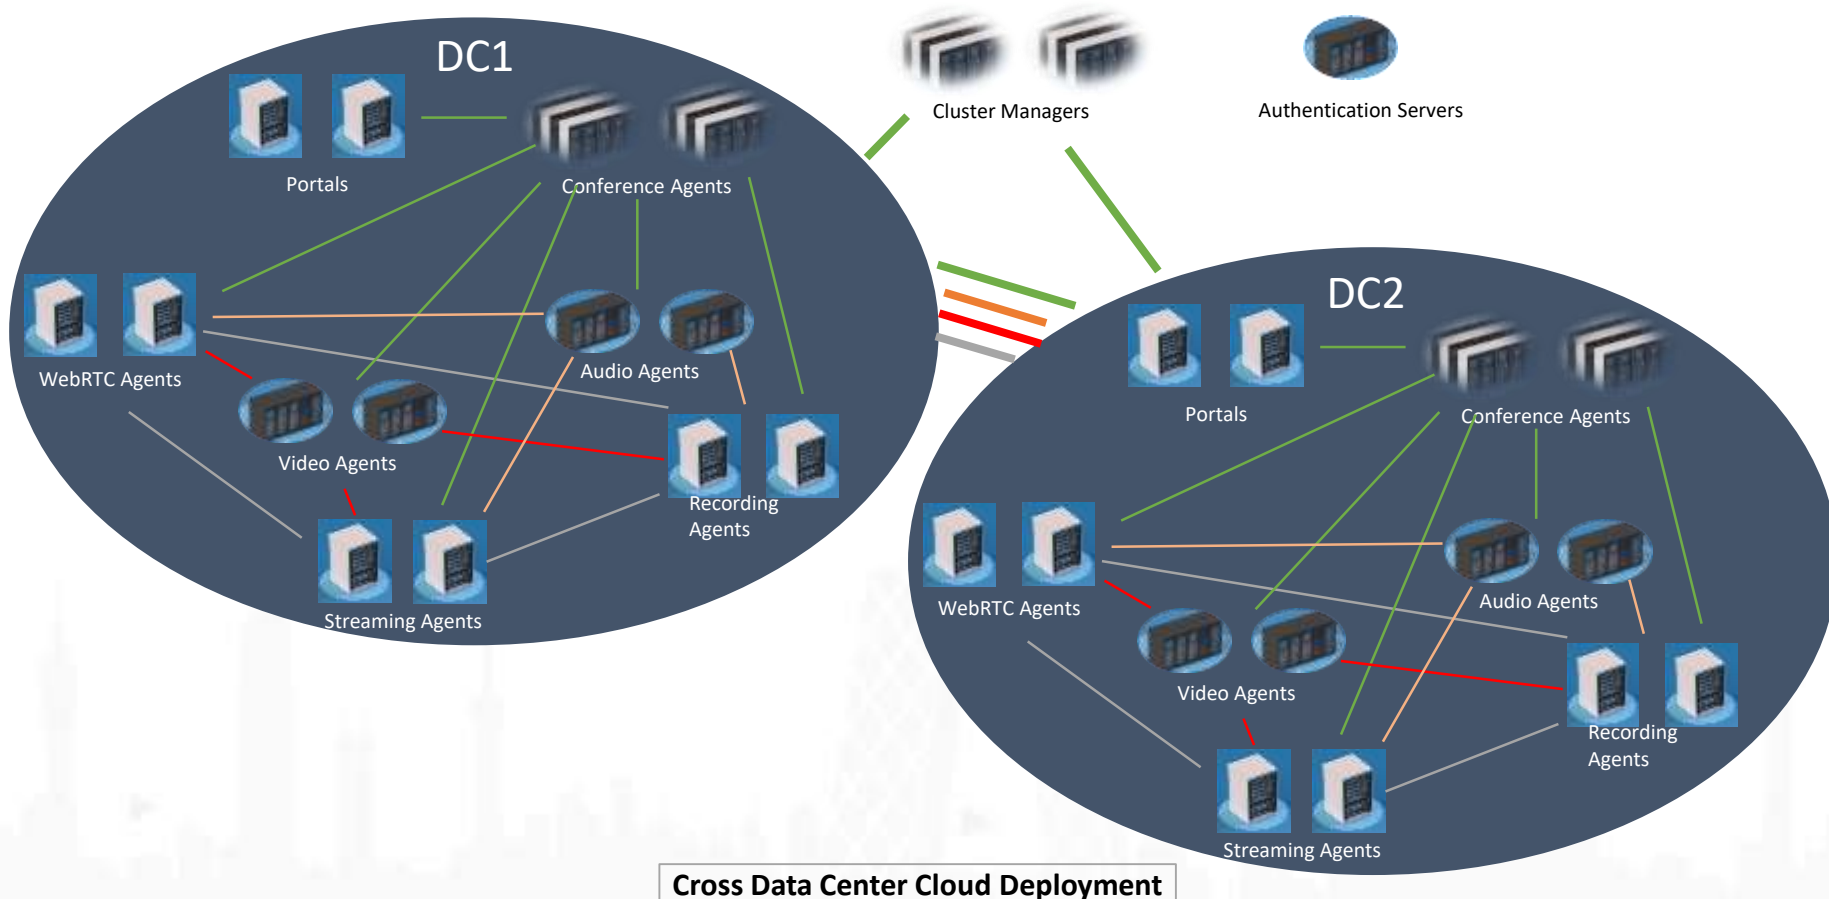 DC1
Cluster Managers
Authentication Servers
Portals
Conference Agents
WebRTC Agents
Audio Agents
Video Agents
Recording
Agents
Streaming Agents
DC2
Portals
Conference Agents
WebRTC Agents
Audio Agents
Video Agents
Recording
Agents
Streaming Agents
Cross Data Center Cloud Deployment